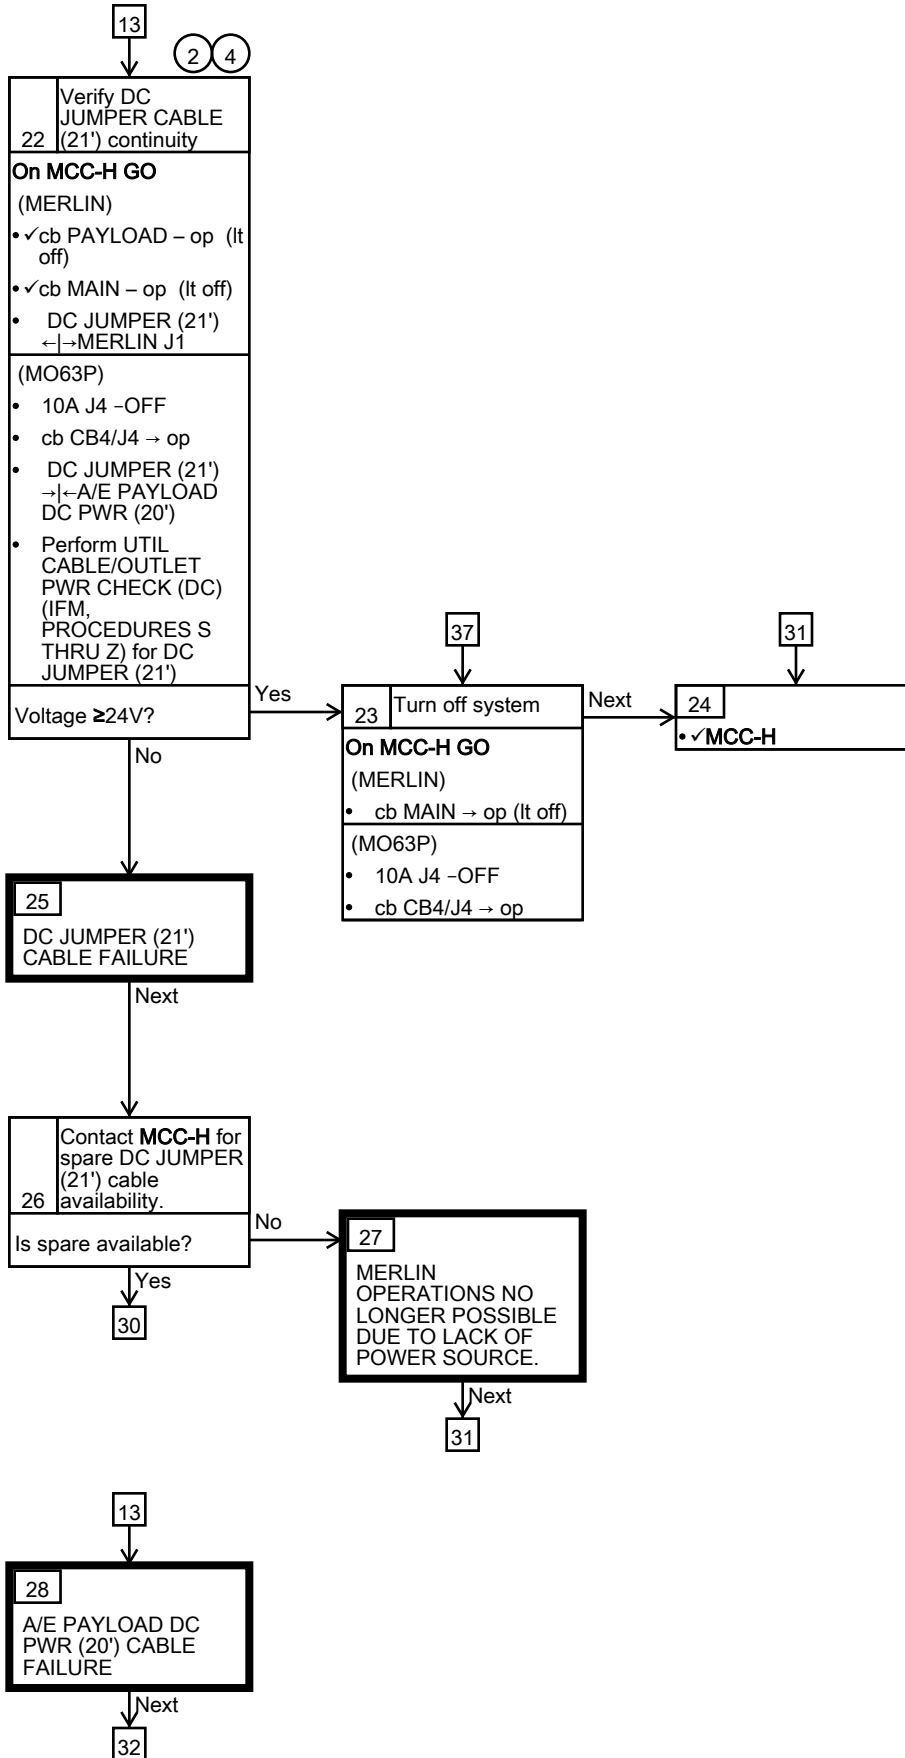 13
2 4
22
Verify DC
JUMPER CABLE
(21') continuity
On MCC-H GO
(MERLIN)
• ✓cb PAYLOAD – op (lt
off)
• ✓cb MAIN – op (lt off)
• DC JUMPER (21')
←|→MERLIN J1
(MO63P)
• 10A J4 –OFF
• cb CB4/J4 → op
• DC JUMPER (21')
→|←A/E PAYLOAD
DC PWR (20')
• Perform UTIL
CABLE/OUTLET
PWR CHECK (DC)
(IFM,
PROCEDURES S
THRU Z) for DC
JUMPER (21')
Voltage ≥24V?
Yes
No
37
23
Turn off system
On MCC-H GO
(MERLIN)
• cb MAIN → op (lt off)
(MO63P)
• 10A J4 –OFF
• cb CB4/J4 → op
Next
31
24
• ✓MCC-H
25
DC JUMPER (21')
CABLE FAILURE
Next
26
Contact MCC-H for
spare DC JUMPER
(21') cable
availability.
Is spare available?
No
Yes
30
27
MERLIN
OPERATIONS NO
LONGER POSSIBLE
DUE TO LACK OF
POWER SOURCE.
Next
31
13
28
A/E PAYLOAD DC
PWR (20') CABLE
FAILURE
Next
32